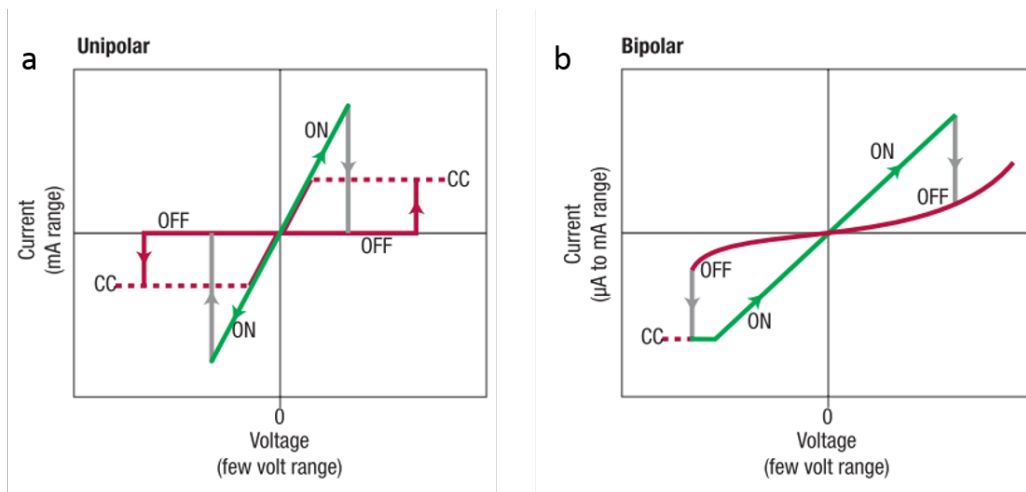 a
Unipolar
ON
CC
OFF
OFF
CC
ON
Current
(mA range)
0
Voltage
(few volt range)
b
Bipolar
ON
OFF
OFF
ON
CC
Current
(µA to mA range)
0
Voltage
(few volt range)